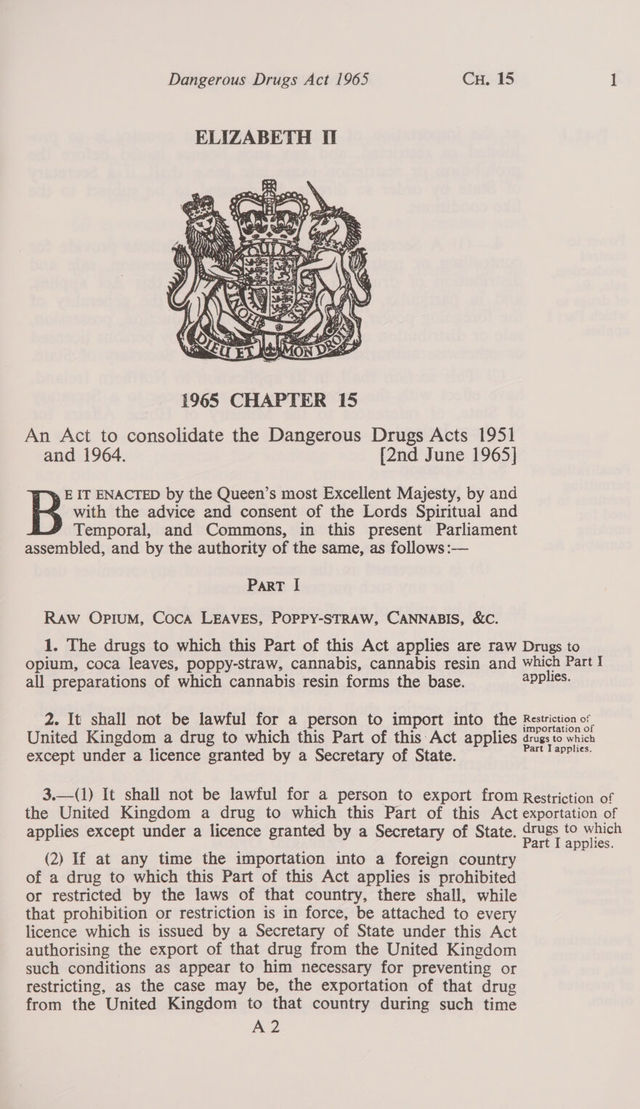 Dangerous Drugs Act 1965 CH. 15 1
ELIZABETH II
DIEU ET MON DROIT
1965 CHAPTER 15
An Act to consolidate the Dangerous Drugs Acts 1951
and 1964. [2nd June 1965]
BE IT ENACTED by the Queen's most Excellent Majesty, by and
with the advice and consent of the Lords Spiritual and
Temporal, and Commons, in this present Parliament
assembled, and by the authority of the same, as follows:—
PART I
RAW OPIUM, COCA LEAVES, POPPY-STRAW, CANNABIS, &C.
1. The drugs to which this Part of this Act applies are raw
opium, coca leaves, poppy-straw, cannabis, cannabis resin and
all preparations of which cannabis resin forms the base.
Drugs to
which Part I
applies.
2. It shall not be lawful for a person to import into the
United Kingdom a drug to which this Part of this Act applies
except under a licence granted by a Secretary of State.
Restriction of
importation of
drugs to which
Part I applies.
3.—(1) It shall not be lawful for a person to export from
the United Kingdom a drug to which this Part of this Act
applies except under a licence granted by a Secretary of State.
Restriction of
exportation of
drugs to which
Part I applies.
(2) If at any time the importation into a foreign country
of a drug to which this Part of this Act applies is prohibited
or restricted by the laws of that country, there shall, while
that prohibition or restriction is in force, be attached to every
licence which is issued by a Secretary of State under this Act
authorising the export of that drug from the United Kingdom
such conditions as appear to him necessary for preventing or
restricting, as the case may be, the exportation of that drug
from the United Kingdom to that country during such time
A 2